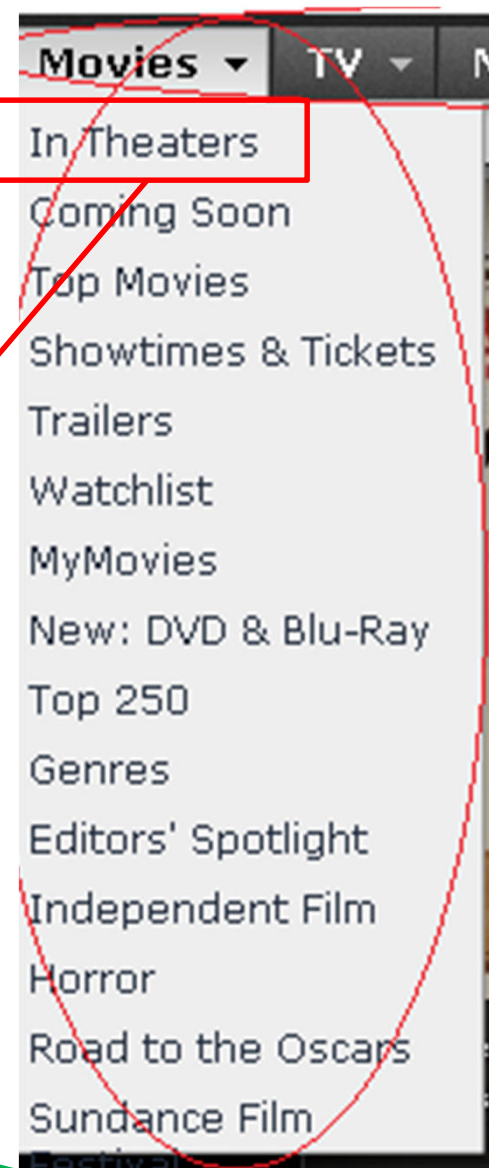 Movies TV N
In Theaters
Coming Soon
Top Movies
Showtimes & Tickets
Trailers
Watchlist
MyMovies
New: DVD & Blu-Ray
Top 250
Genres
Editors' Spotlight
Independent Film
Horror
Road to the Oscars
Sundance Film
Festival